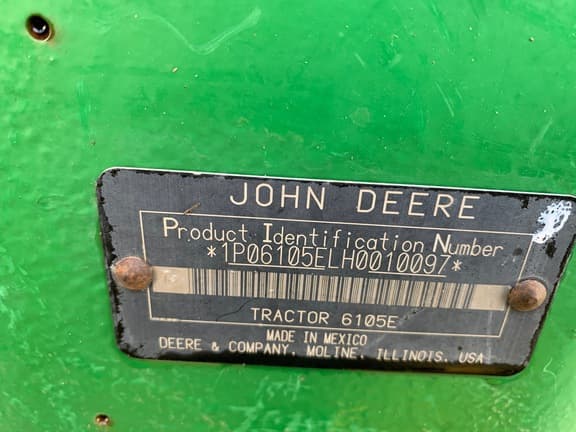 JOHN DEERE
Product Identification Number
*1P06105ELH0010097*
TRACTOR 6105E
MADE IN MEXICO
DEERE & COMPANY, MOLINE, ILLINOIS, USA